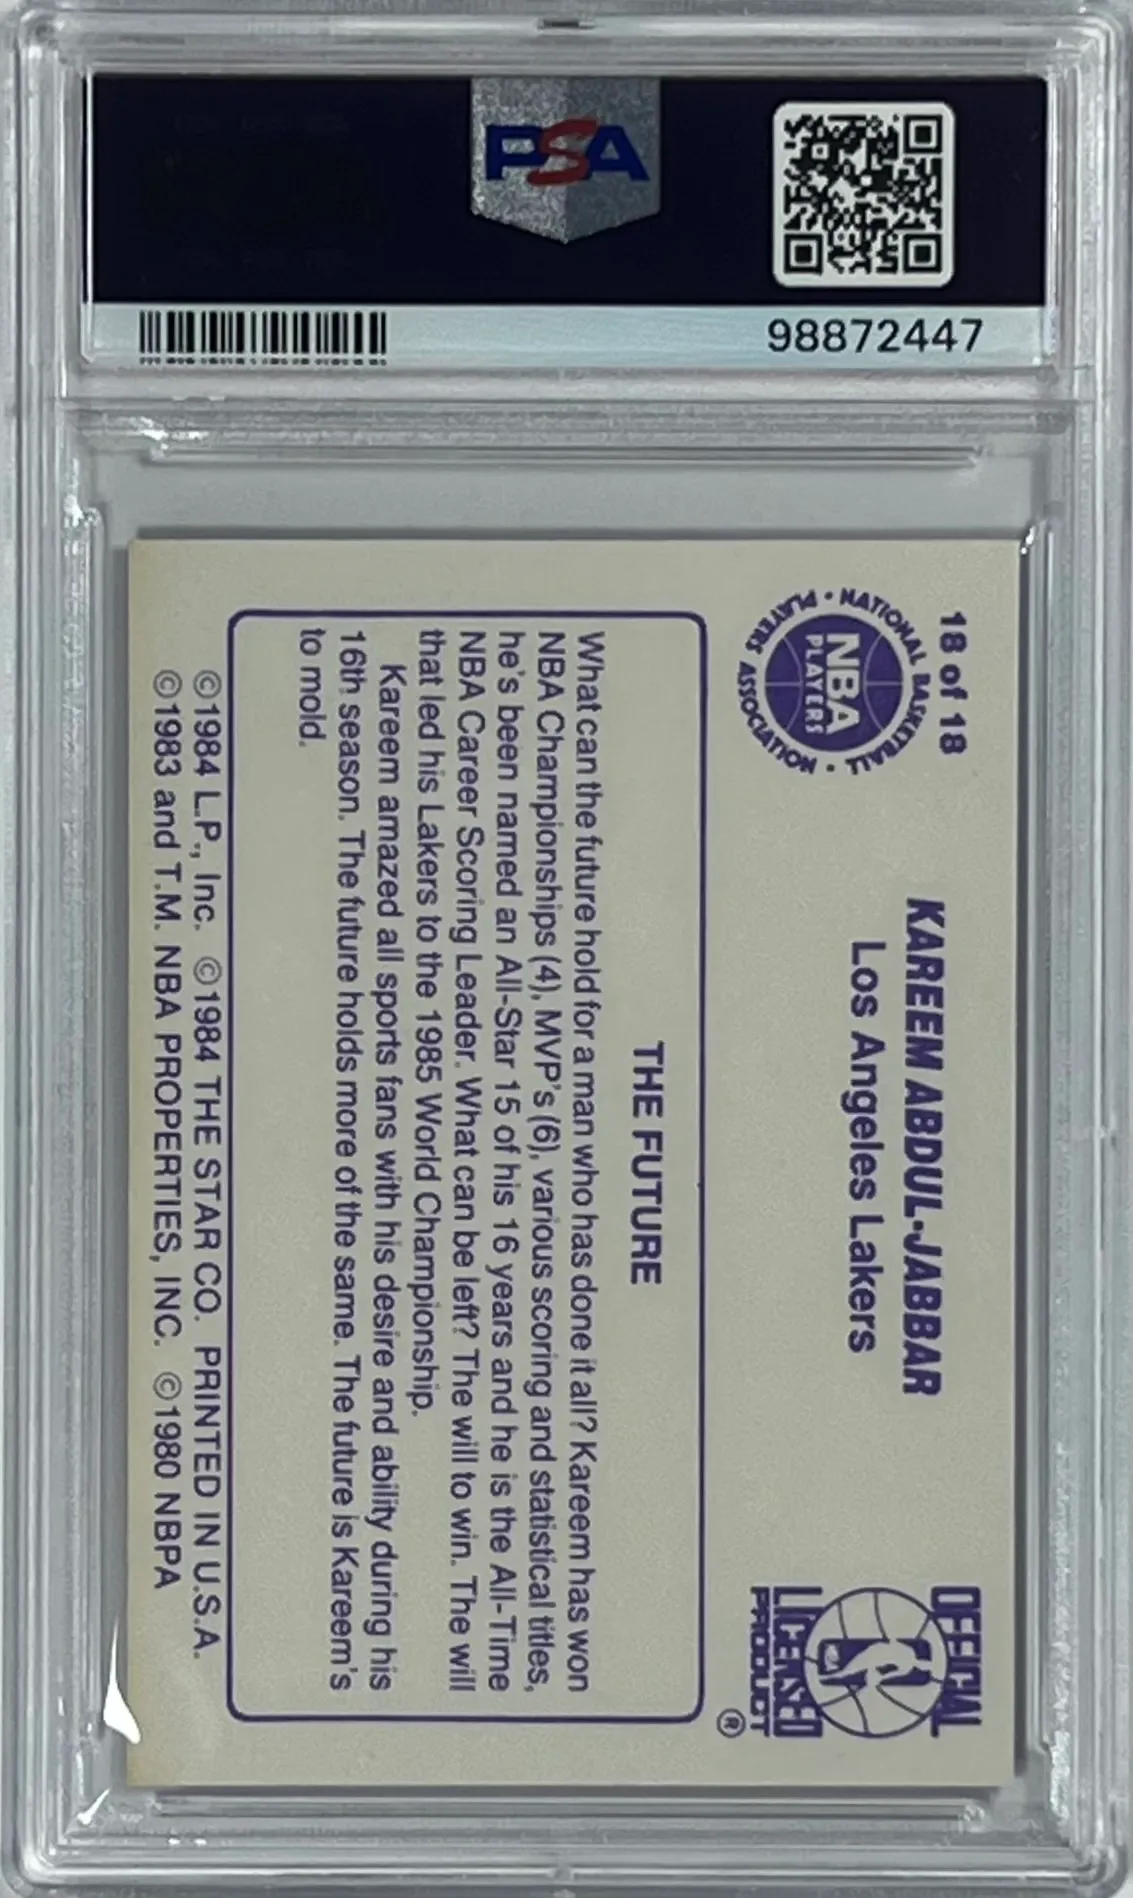 PSA
98872447
18 of 18
NATIONAL BASKETBALL
PLAYERS ASSOCIATION
NBA
PLAYERS
KAREEM ABDUL-JABBAR
Los Angeles Lakers
OFFICIAL
LICENSED
PRODUCT
®
THE FUTURE
What can the future hold for a man who has done it all? Kareem has won
NBA Championships (4), MVP's (6), various scoring and statistical titles,
he's been named an All-Star 15 of his 16 years and he is the All-Time
NBA Career Scoring Leader. What can be left? The will to win. The will
that led his Lakers to the 1985 World Championship.
Kareem amazed all sports fans with his desire and ability during his
16th season. The future holds more of the same. The future is Kareem's
to mold.
©1984 L.P., Inc. ©1984 THE STAR CO. PRINTED IN U.S.A.
©1983 and T.M. NBA PROPERTIES, INC. ©1980 NBPA